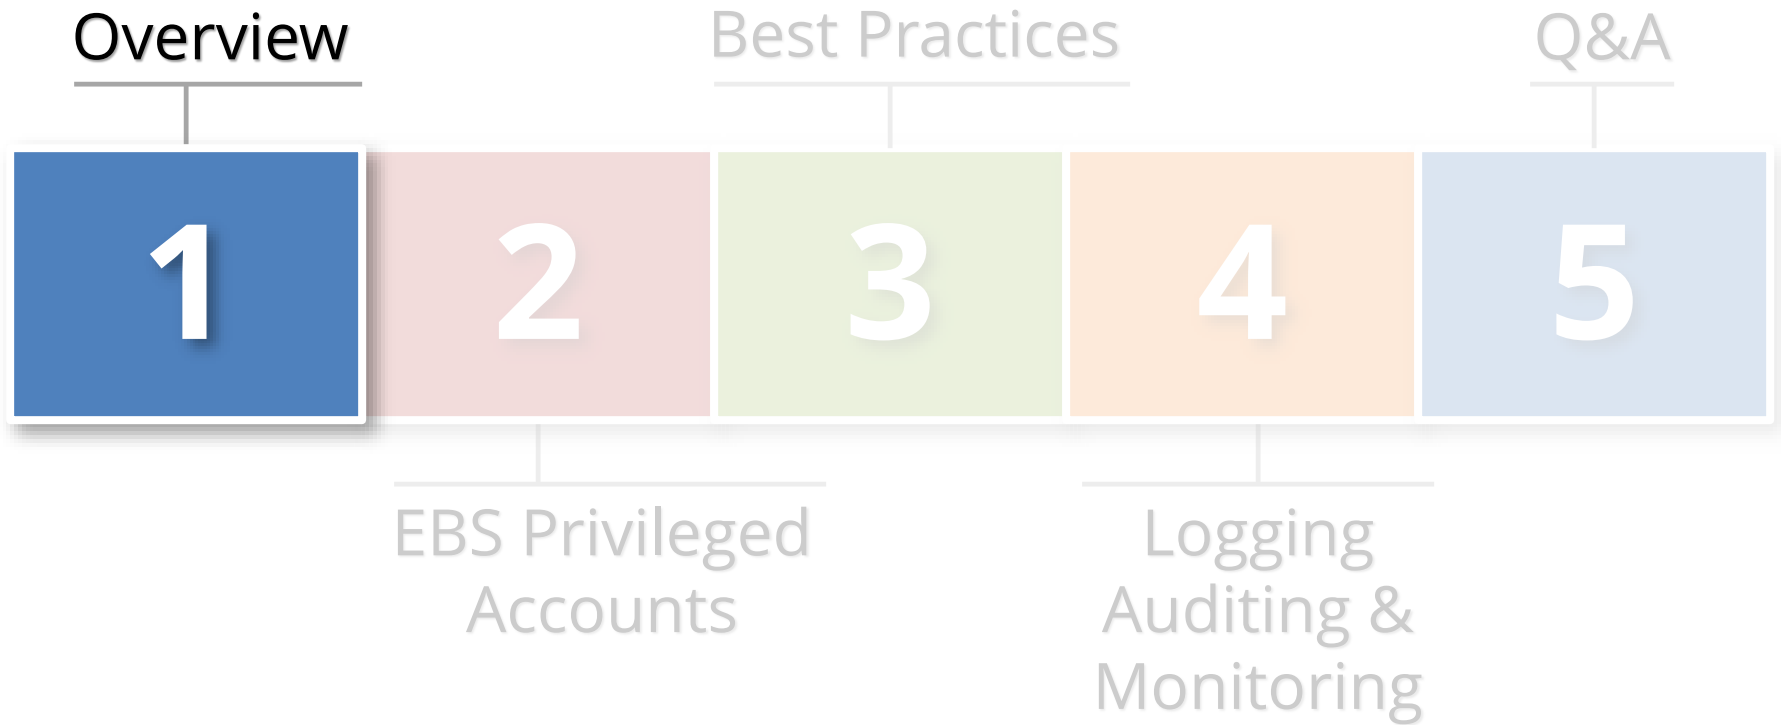 Overview
Best Practices
Q&A
1
2
3
4
5
EBS Privileged
Accounts
Logging
Auditing &
Monitoring